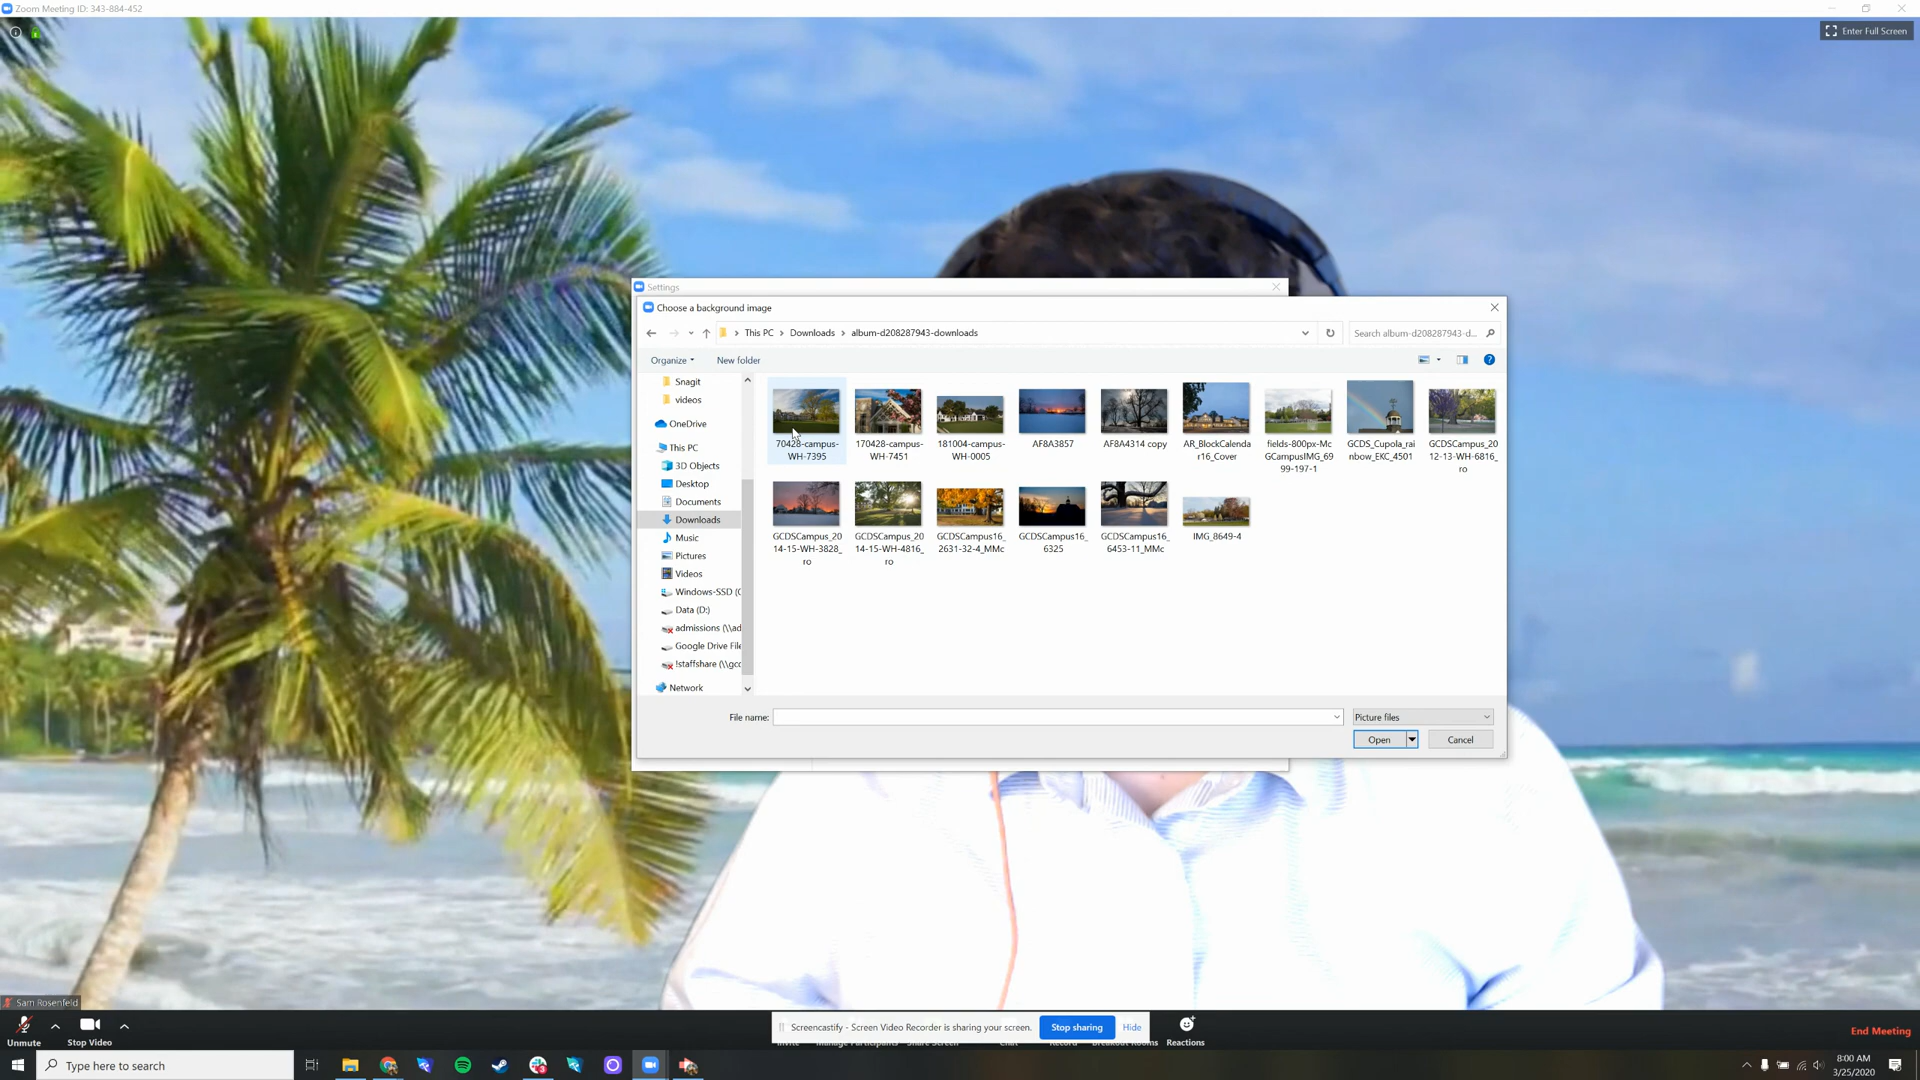 Zoom Meeting ID: 343-884-452
Enter Full Screen
Settings
Choose a background image
This PC > Downloads > album-d208287943-downloads
Search album-d208287943-d...
Organize
New folder
Snagit
videos
OneDrive
This PC
3D Objects
Desktop
Documents
Downloads
Music
Pictures
Videos
Windows-SSD (C
Data (D:)
admissions (\\ad
Google Drive File
!staffshare (\\gcd
Network
70428-campus-
WH-7395
170428-campus-
WH-7451
181004-campus-
WH-0005
AF8A3857
AF8A4314 copy
AR_BlockCalenda
r16_Cover
fields-800px-Mc
GCampusIMG_69
99-197-1
GCDS_Cupola_rai
nbow_EKC_4501
GCDSCampus_20
12-13-WH-6816_
ro
GCDSCampus_20
14-15-WH-3828_
ro
GCDSCampus_20
14-15-WH-4816_
ro
GCDSCampus16_
2631-32-4_MMc
GCDSCampus16_
6325
GCDSCampus16_
6453-11_MMc
IMG_8649-4
File name:
Picture files
Open
Cancel
Sam Rosenfeld
Unmute
Stop Video
Screencastify - Screen Video Recorder is sharing your screen.
Stop sharing
Hide
Reactions
End Meeting
Type here to search
8:00 AM
3/25/2020